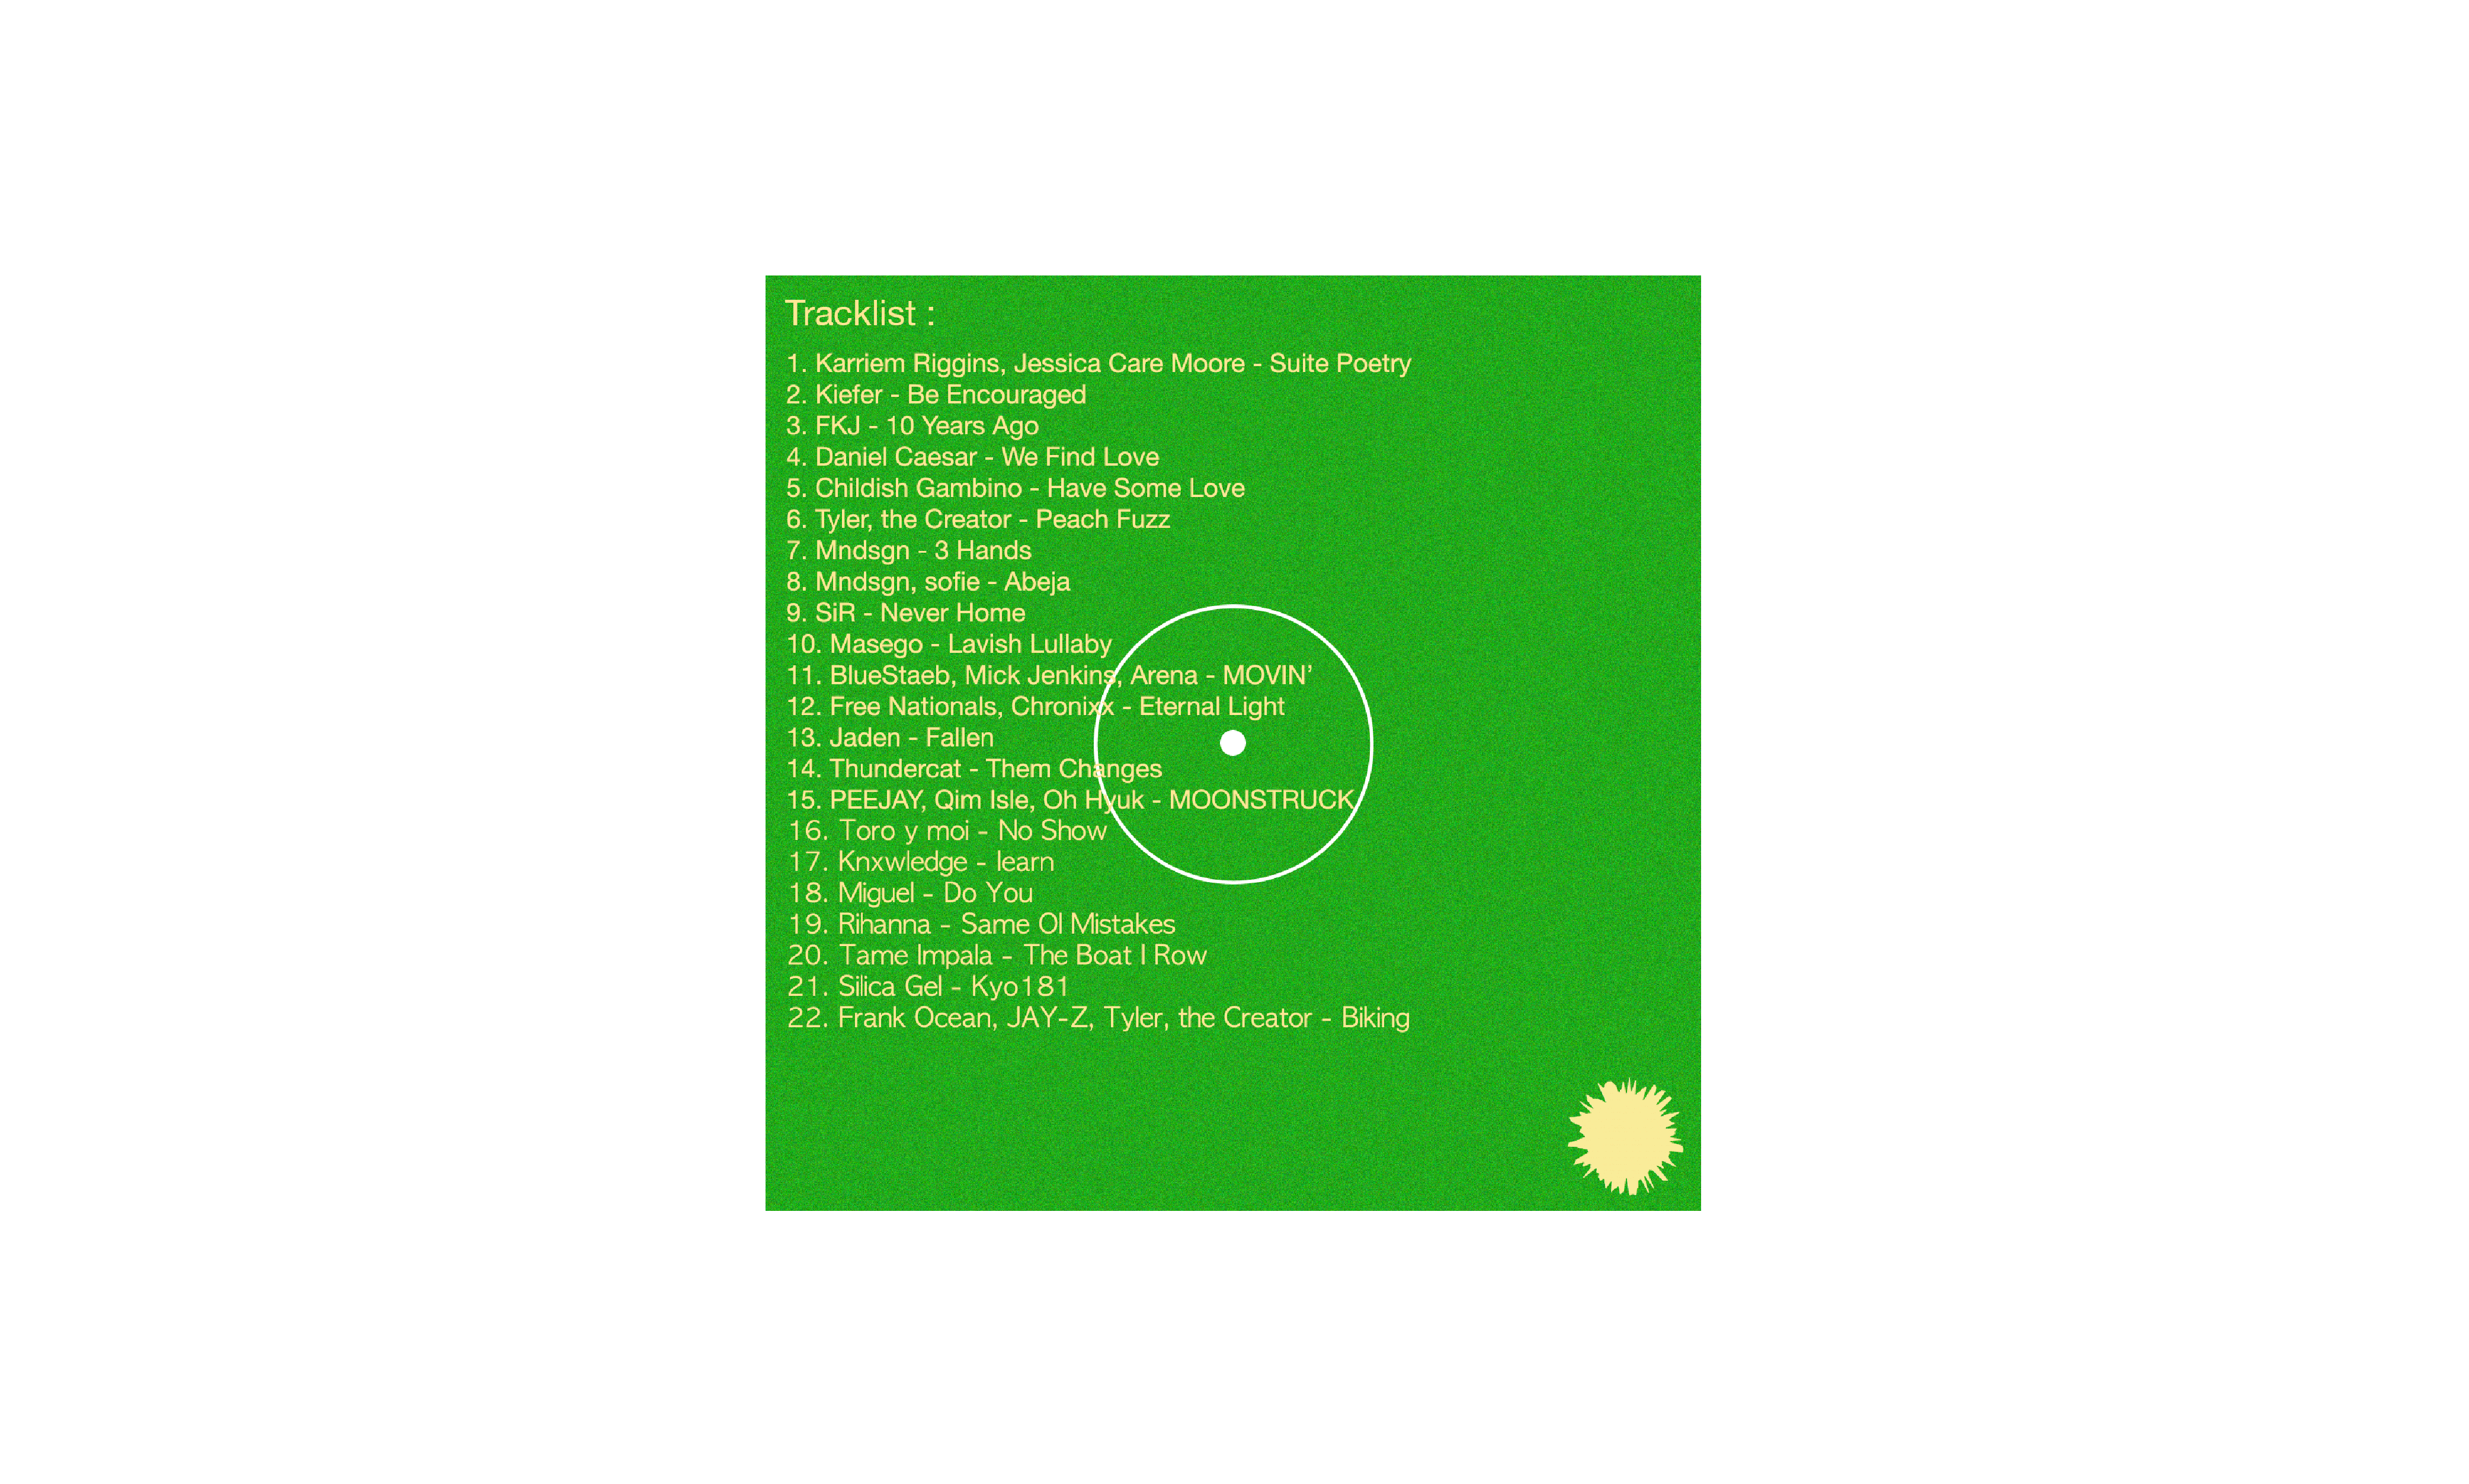 Tracklist :
1. Karriem Riggins, Jessica Care Moore - Suite Poetry
2. Kiefer - Be Encouraged
3. FKJ - 10 Years Ago
4. Daniel Caesar - We Find Love
5. Childish Gambino - Have Some Love
6. Tyler, the Creator - Peach Fuzz
7. Mndsgn - 3 Hands
8. Mndsgn, sofie - Abeja
9. SiR - Never Home
10. Masego - Lavish Lullaby
11. BlueStaeb, Mick Jenkins, Arena - MOVIN’
12. Free Nationals, Chronixx - Eternal Light
13. Jaden - Fallen
14. Thundercat - Them Changes
15. PEEJAY, Qim Isle, Oh Hyuk - MOONSTRUCK
16. Toro y moi - No Show
17. Knxwledge - learn
18. Miguel - Do You
19. Rihanna - Same Ol Mistakes
20. Tame Impala - The Boat I Row
21. Silica Gel - Kyo181
22. Frank Ocean, JAY-Z, Tyler, the Creator - Biking